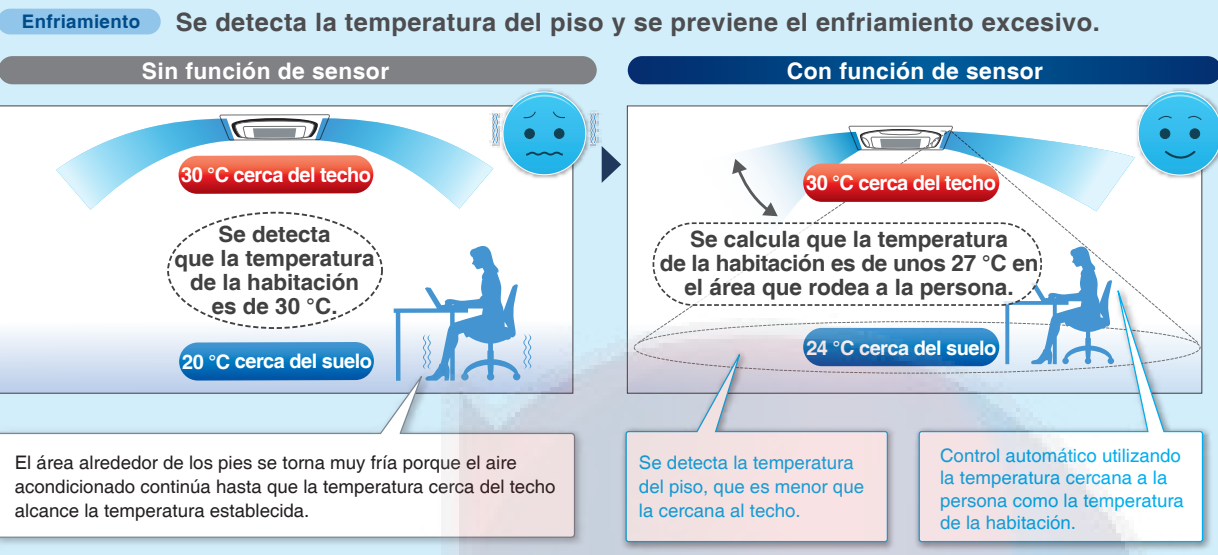 Enfriamiento Se detecta la temperatura del piso y se previene el enfriamiento excesivo.
Sin función de sensor
30 °C cerca del techo
Se detecta
que la temperatura
de la habitación
es de 30 °C.
20 °C cerca del suelo
El área alrededor de los pies se torna muy fría porque el aire
acondicionado continúa hasta que la temperatura cerca del techo
alcance la temperatura establecida.
Con función de sensor
30 °C cerca del techo
Se calcula que la temperatura
de la habitación es de unos 27 °C en
el área que rodea a la persona.
24 °C cerca del suelo
Se detecta la temperatura
del piso, que es menor que
la cercana al techo.
Control automático utilizando
la temperatura cercana a la
persona como la temperatura
de la habitación.